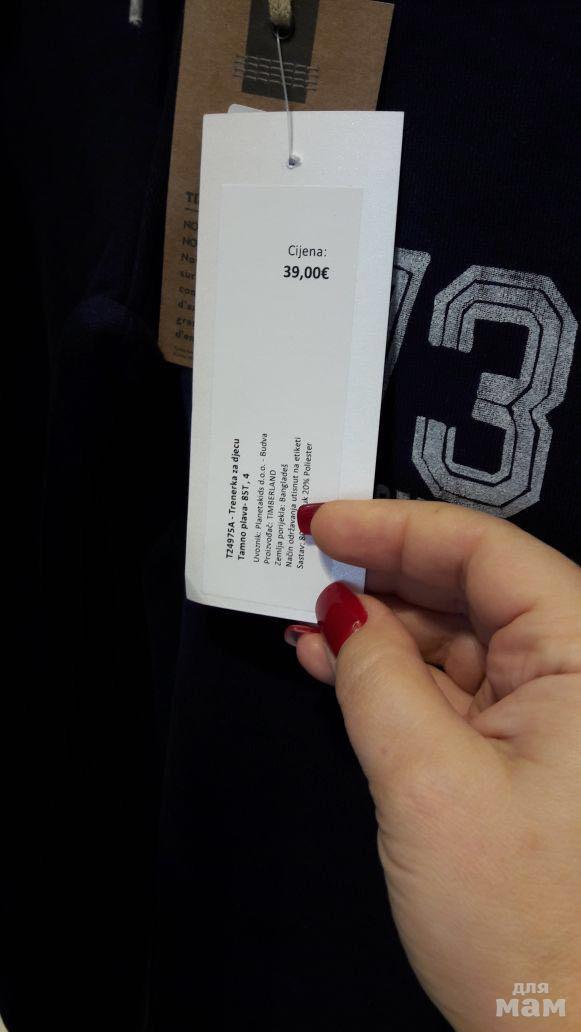 Cijena:
39,00€
T24975A - Trenerka za djecu
Tamno plava- 85T , 4
Uvoznik: Planetakids d.o.o. - Budva
Proizvođač: TIMBERLAND
Zemlja porijekla: Bangladeš
Način održavanja utisnut na etiketi
Sastav: 20% Poliester
73
для
мам